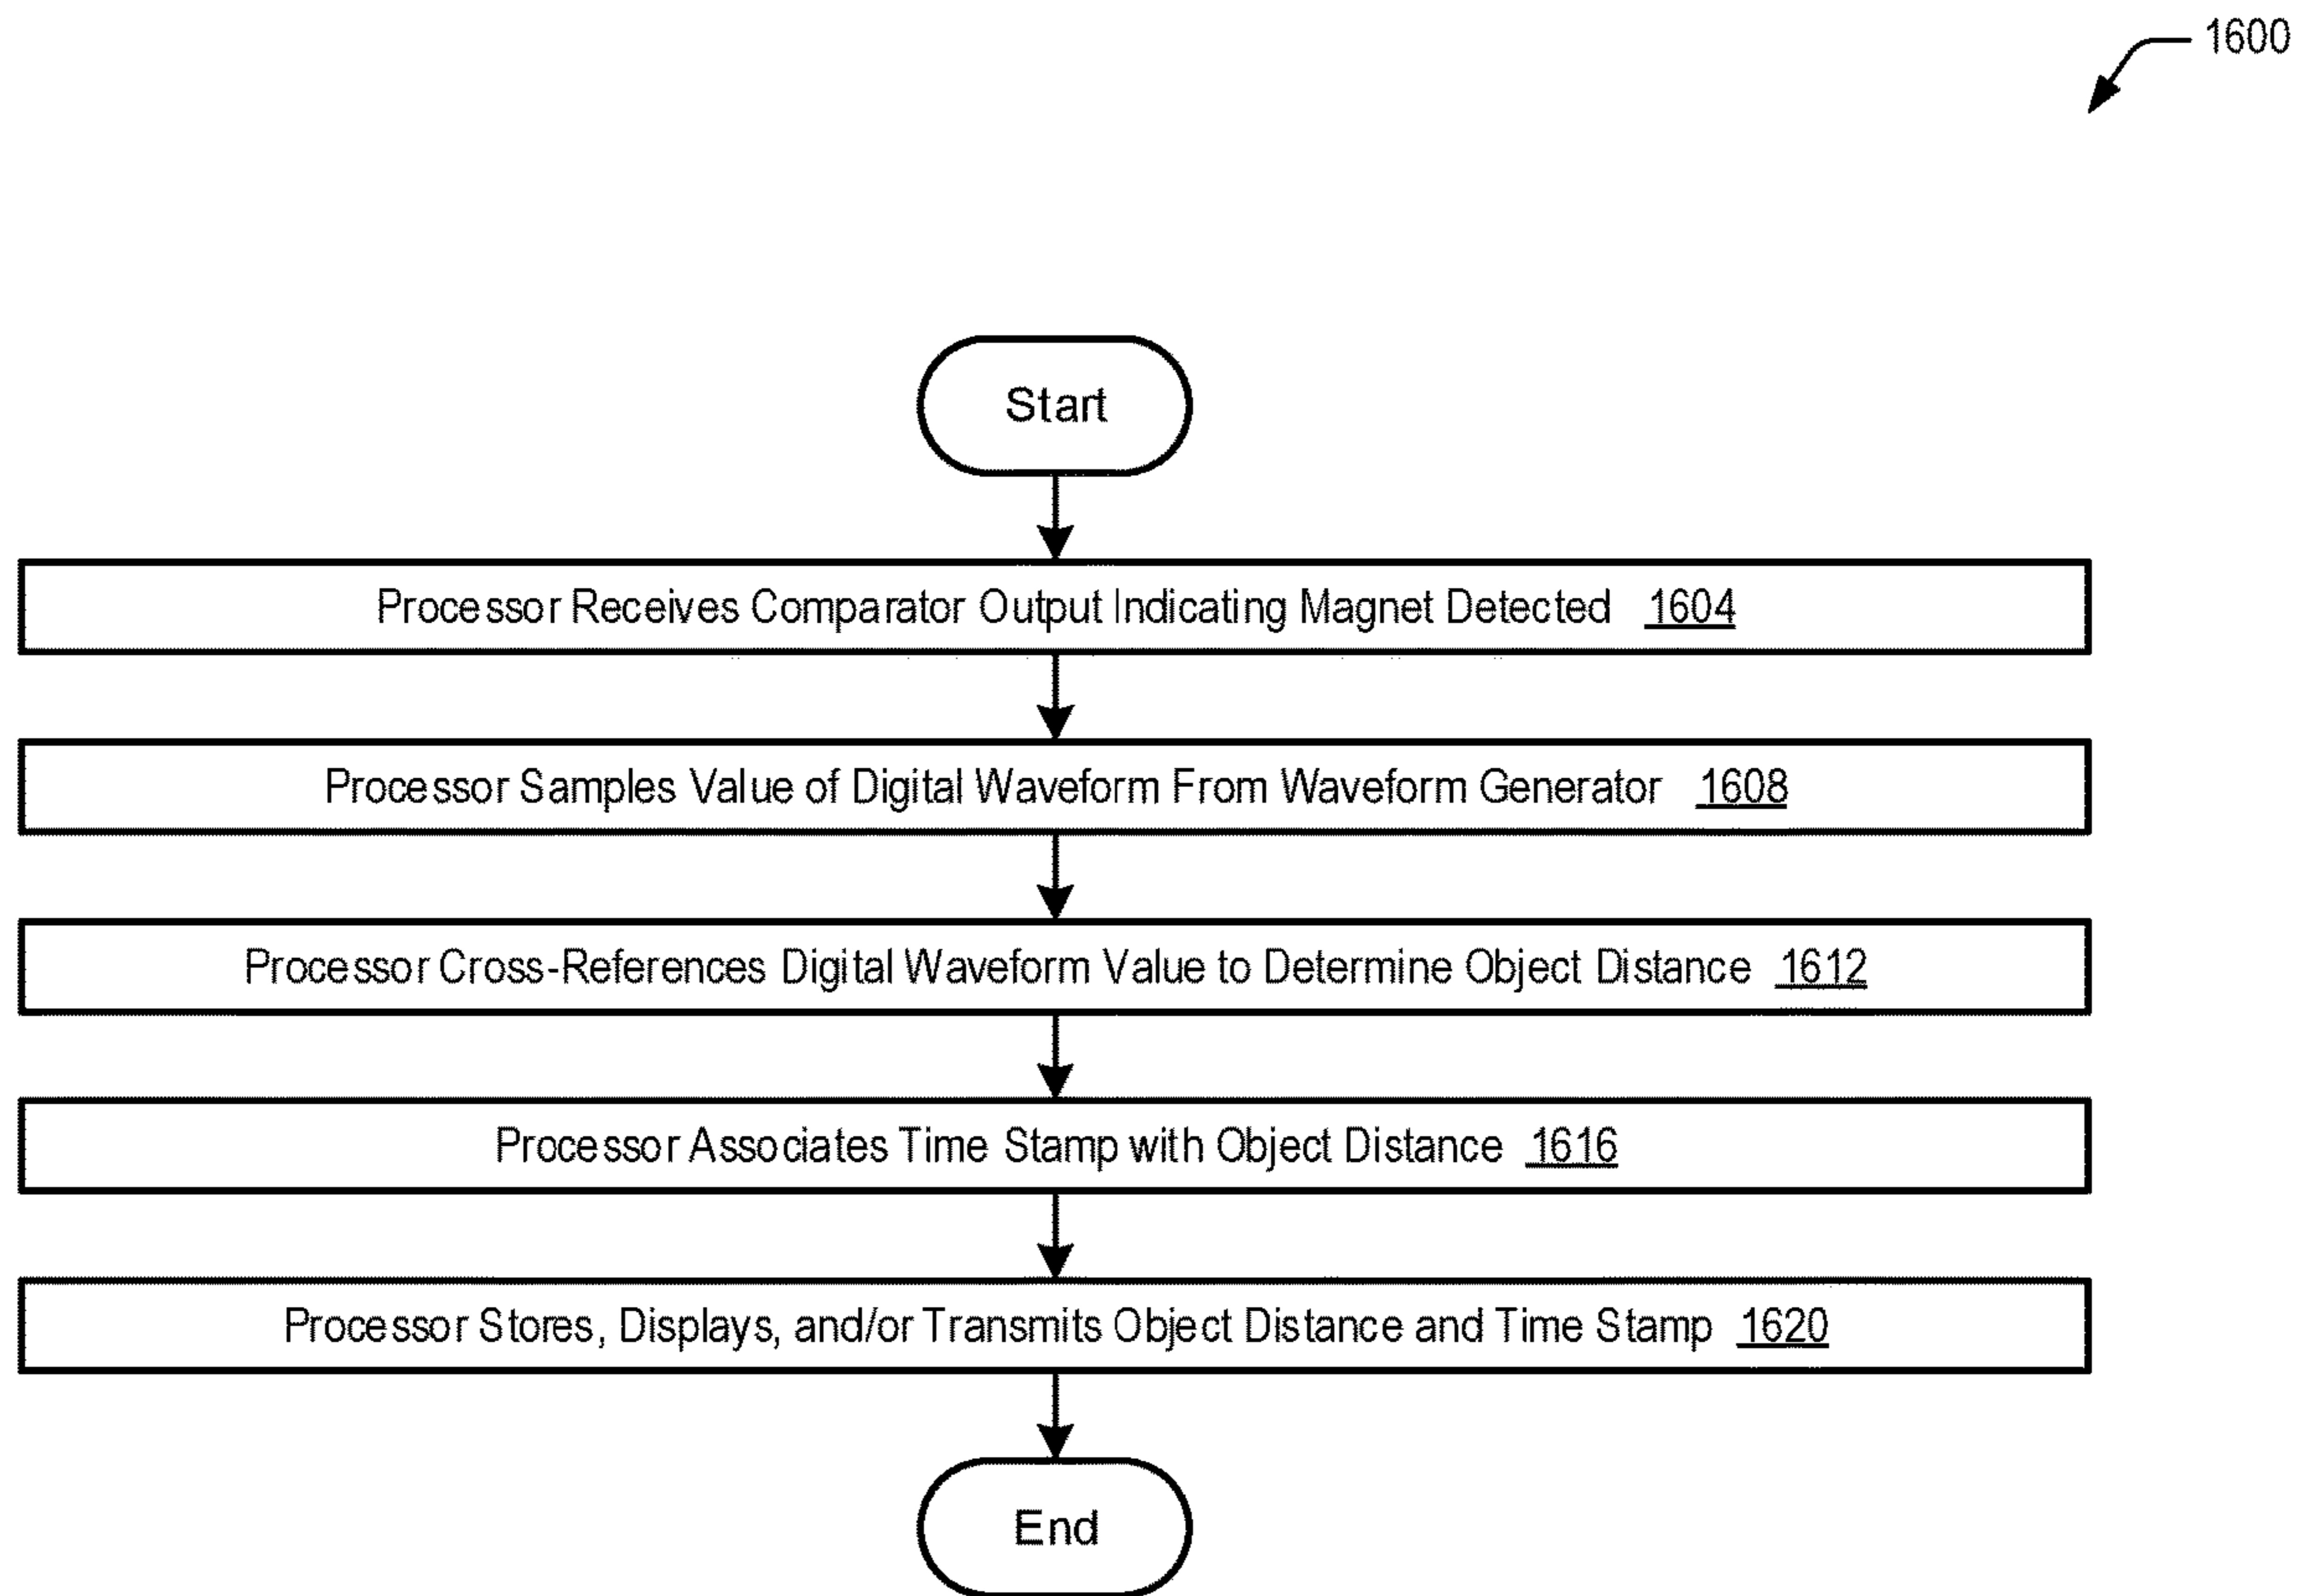 1600
Start
Processor Receives Comparator Output Indicating Magnet Detected 1604
Processor Samples Value of Digital Waveform From Waveform Generator 1608
Processor Cross-References Digital Waveform Value to Determine Object Distance 1612
Processor Associates Time Stamp with Object Distance 1616
Processor Stores, Displays, and/or Transmits Object Distance and Time Stamp 1620
End